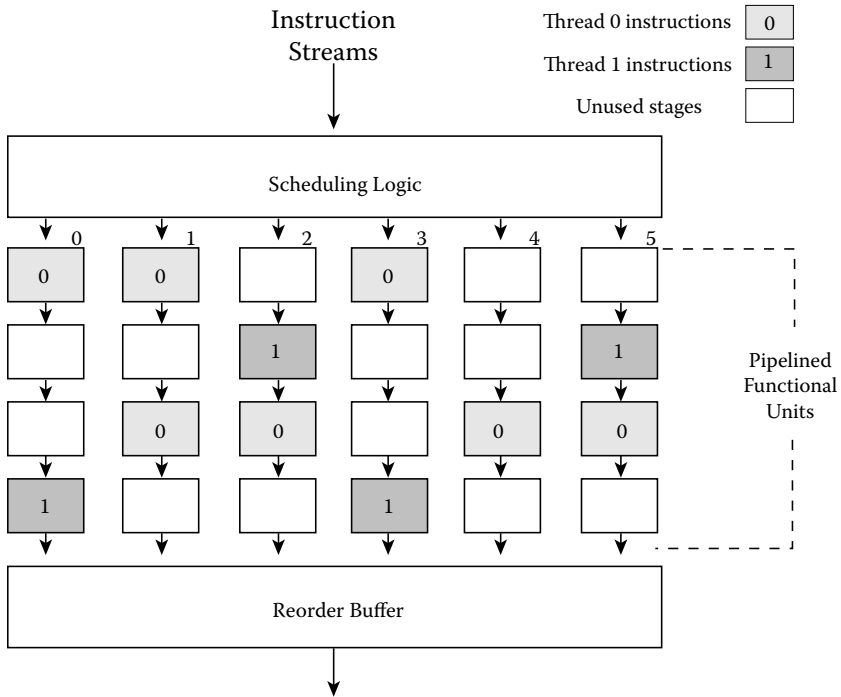 Instruction
Streams
Thread 0 instructions 0
Thread 1 instructions 1
Unused stages
Scheduling Logic
0 1 2 3 4 5
0 0 0
1 1
Pipelined
Functional
Units
0 0 0 0
1 1
Reorder Buffer